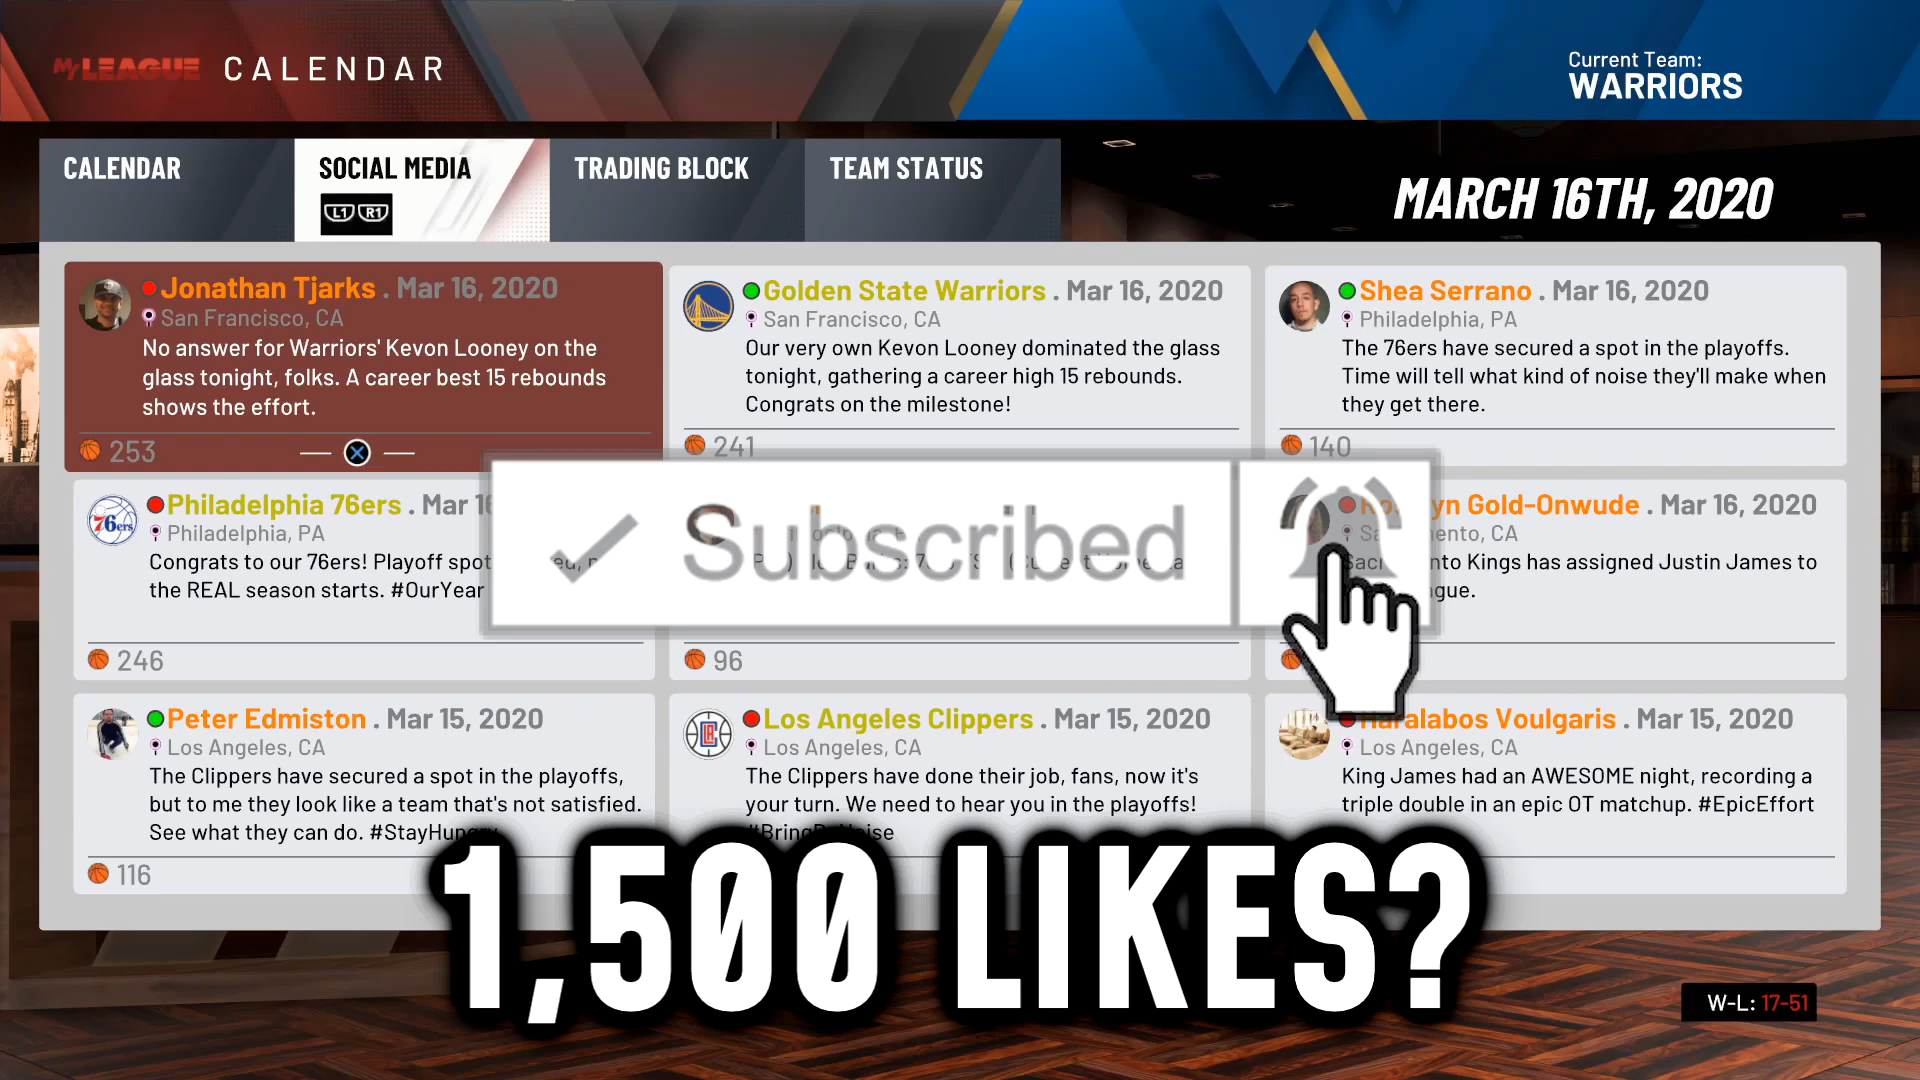 MyLEAGUE CALENDAR
Current Team:
WARRIORS
CALENDAR
SOCIAL MEDIA
L1 R1
TRADING BLOCK
TEAM STATUS
MARCH 16TH, 2020
Jonathan Tjarks . Mar 16, 2020
San Francisco, CA
No answer for Warriors' Kevon Looney on the
glass tonight, folks. A career best 15 rebounds
shows the effort.
253
Golden State Warriors . Mar 16, 2020
San Francisco, CA
Our very own Kevon Looney dominated the glass
tonight, gathering a career high 15 rebounds.
Congrats on the milestone!
241
Shea Serrano . Mar 16, 2020
Philadelphia, PA
The 76ers have secured a spot in the playoffs.
Time will tell what kind of noise they'll make when
they get there.
140
76ers
Philadelphia 76ers . Mar
Philadelphia, PA
Congrats to our 76ers! Playoff spot
the REAL season starts. #OurYear
246
Subscribed
96
Gold-Onwude . Mar 16, 2020
CA
Kings has assigned Justin James to
Peter Edmiston . Mar 15, 2020
Los Angeles, CA
The Clippers have secured a spot in the playoffs,
but to me they look like a team that's not satisfied.
See what they can do. #StayHungry
116
Los Angeles Clippers . Mar 15, 2020
Los Angeles, CA
The Clippers have done their job, fans, now it's
your turn. We need to hear you in the playoffs!
Haralabos Voulgaris . Mar 15, 2020
Los Angeles, CA
King James had an AWESOME night, recording a
triple double in an epic OT matchup. #EpicEffort
1,500 LIKES?
W-L: 17-51